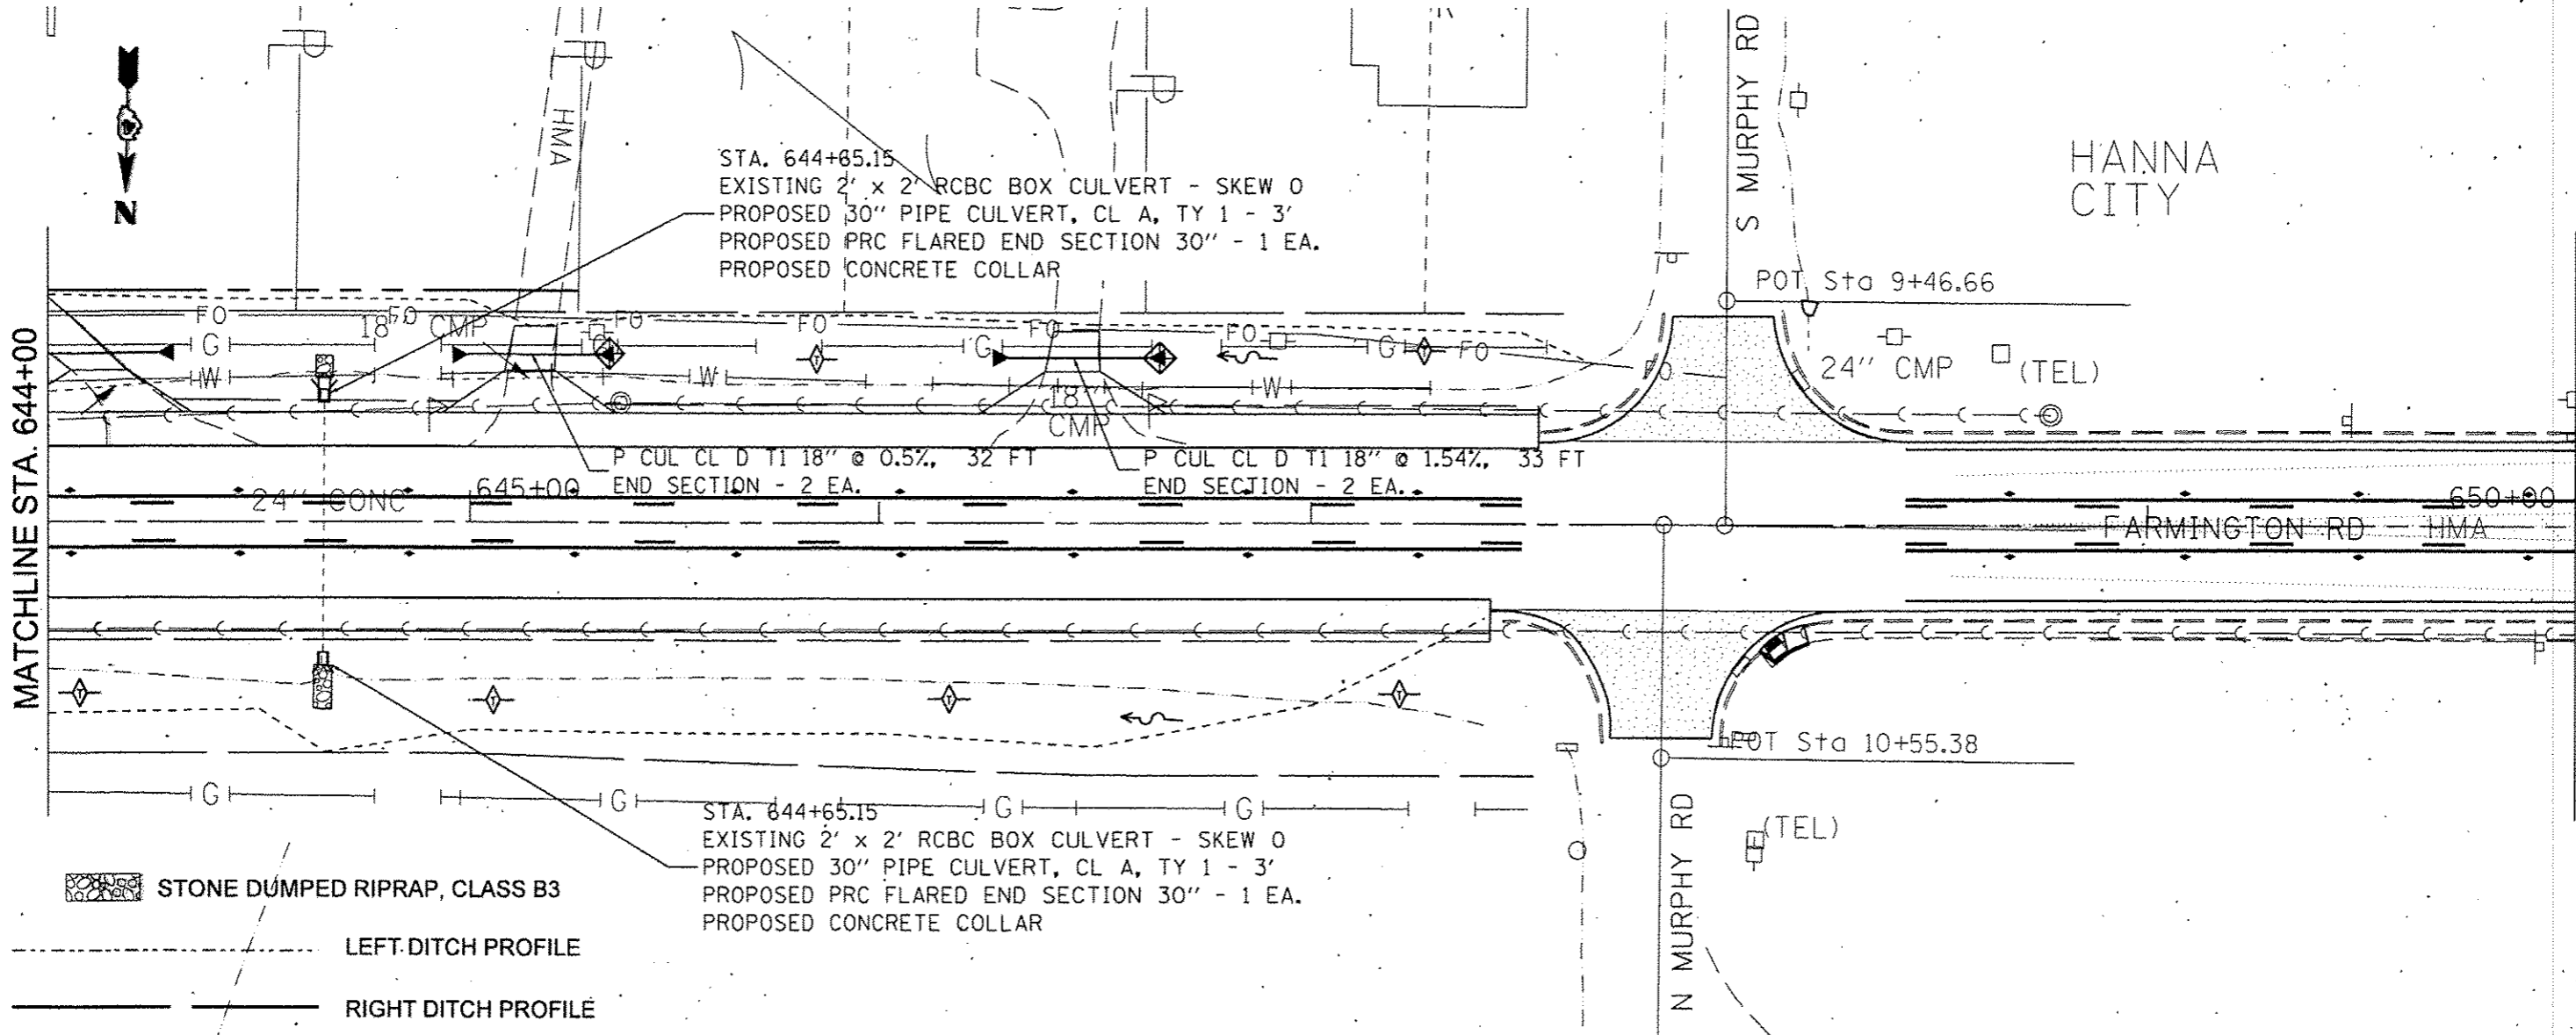 HMA
S MURPHY RD
HANNA
CITY
N
STA. 644+65.15
EXISTING 2' x 2' RCBC BOX CULVERT - SKEW 0
PROPOSED 30" PIPE CULVERT, CL A, TY 1 - 3'
PROPOSED PRC FLARED END SECTION 30" - 1 EA.
PROPOSED CONCRETE COLLAR
POT Sta 9+46.66
MATCHLINE STA. 644+00
FO
FO
FO
FO
FO
FO
FO
FO
18" CMP
G
G
G
G
W
W
W
18"
CMP
24" CMP
(TEL)
P CUL CL D T1 18" @ 0.5%, 32 FT
END SECTION - 2 EA.
P CUL CL D T1 18" @ 1.54%, 33 FT
END SECTION - 2 EA.
24" CONC
645+00
650+00
FARMINGTON RD
HMA
T
T
T
T
T
T
POT Sta 10+55.38
G
G
G
G
STA. 644+65.15
EXISTING 2' x 2' RCBC BOX CULVERT - SKEW 0
PROPOSED 30" PIPE CULVERT, CL A, TY 1 - 3'
PROPOSED PRC FLARED END SECTION 30" - 1 EA.
PROPOSED CONCRETE COLLAR
N MURPHY RD
(TEL)
STONE DUMPED RIPRAP, CLASS B3
LEFT DITCH PROFILE
RIGHT DITCH PROFILE